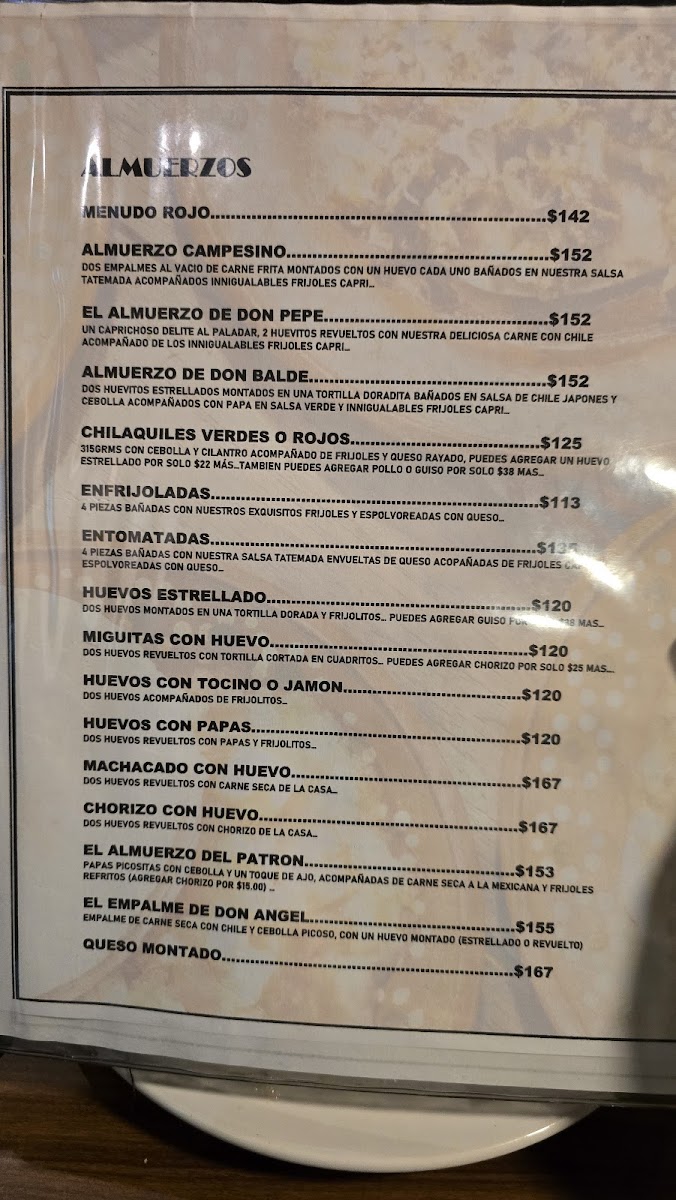 ALMUERZOS
MENUDO ROJO........................................................$142
ALMUERZO CAMPESINO............................................$152
DOS EMPALMES AL VACIO DE CARNE FRITA MONTADOS CON UN HUEVO CADA UNO BAÑADOS EN NUESTRA SALSA
TATEMADA ACOMPAÑADOS INNIGUALABLES FRIJOLES CAPRI...
EL ALMUERZO DE DON PEPE.....................................$152
UN CAPRICHOSO DELITE AL PALADAR, 2 HUEVITOS REVUELTOS CON NUESTRA DELICIOSA CARNE CON CHILE
ACOMPAÑADO DE LOS INNIGUALABLES FRIJOLES CAPRI...
ALMUERZO DE DON BALDE.......................................$152
DOS HUEVITOS ESTRELLADOS MONTADOS EN UNA TORTILLA DORADITA BAÑADOS EN SALSA DE CHILE JAPONES Y
CEBOLLA ACOMPAÑADOS CON PAPA EN SALSA VERDE Y INNIGUALABLES FRIJOLES CAPRI...
CHILAQUILES VERDES O ROJOS................................$125
315GRMS CON CEBOLLA Y CILANTRO ACOMPAÑADO DE FRIJOLES Y QUESO RAYADO, PUEDES AGREGAR UN HUEVO
ESTRELLADO POR SOLO $22 MÁS...TAMBIEN PUEDES AGREGAR POLLO O GUISO POR SOLO $38 MAS...
ENFRIJOLADAS.......................................................$113
4 PIEZAS BAÑADAS CON NUESTROS EXQUISITOS FRIJOLES Y ESPOLVOREADAS CON QUESO...
ENTOMATADAS.......................................................
4 PIEZAS BAÑADAS CON NUESTRA SALSA TATEMADA ENVUELTAS DE QUESO ACOPAÑADAS DE FRIJOLES
ESPOLVOREADAS CON QUESO...
HUEVOS ESTRELLADO............................................$120
DOS HUEVOS MONTADOS EN UNA TORTILLA DORADA Y FRIJOLITOS... PUEDES AGREGAR GUISO $38 MAS...
MIGUITAS CON HUEVO...........................................$120
DOS HUEVOS REVUELTOS CON TORTILLA CORTADA EN CUADRITOS... PUEDES AGREGAR CHORIZO POR SOLO $25 MAS...
HUEVOS CON TOCINO O JAMON..............................$120
DOS HUEVOS ACOMPAÑADOS DE FRIJOLITOS...
HUEVOS CON PAPAS..............................................$120
DOS HUEVOS REVUELTOS CON PAPAS Y FRIJOLITOS...
MACHACADO CON HUEVO.......................................$167
DOS HUEVOS REVUELTOS CON CARNE SECA DE LA CASA...
CHORIZO CON HUEVO............................................$167
DOS HUEVOS REVUELTOS CON CHORIZO DE LA CASA...
EL ALMUERZO DEL PATRON....................................$153
PAPAS PICOSITAS CON CEBOLLA Y UN TOQUE DE AJO, ACOMPAÑADAS DE CARNE SECA A LA MEXICANA Y FRIJOLES
REFRITOS (AGREGAR CHORIZO POR $15.00) ...
EL EMPALME DE DON ANGEL...................................$155
EMPALME DE CARNE SECA CON CHILE Y CEBOLLA PICOSO, CON UN HUEVO MONTADO (ESTRELLADO O REVUELTO)
QUESO MONTADO..................................................$167